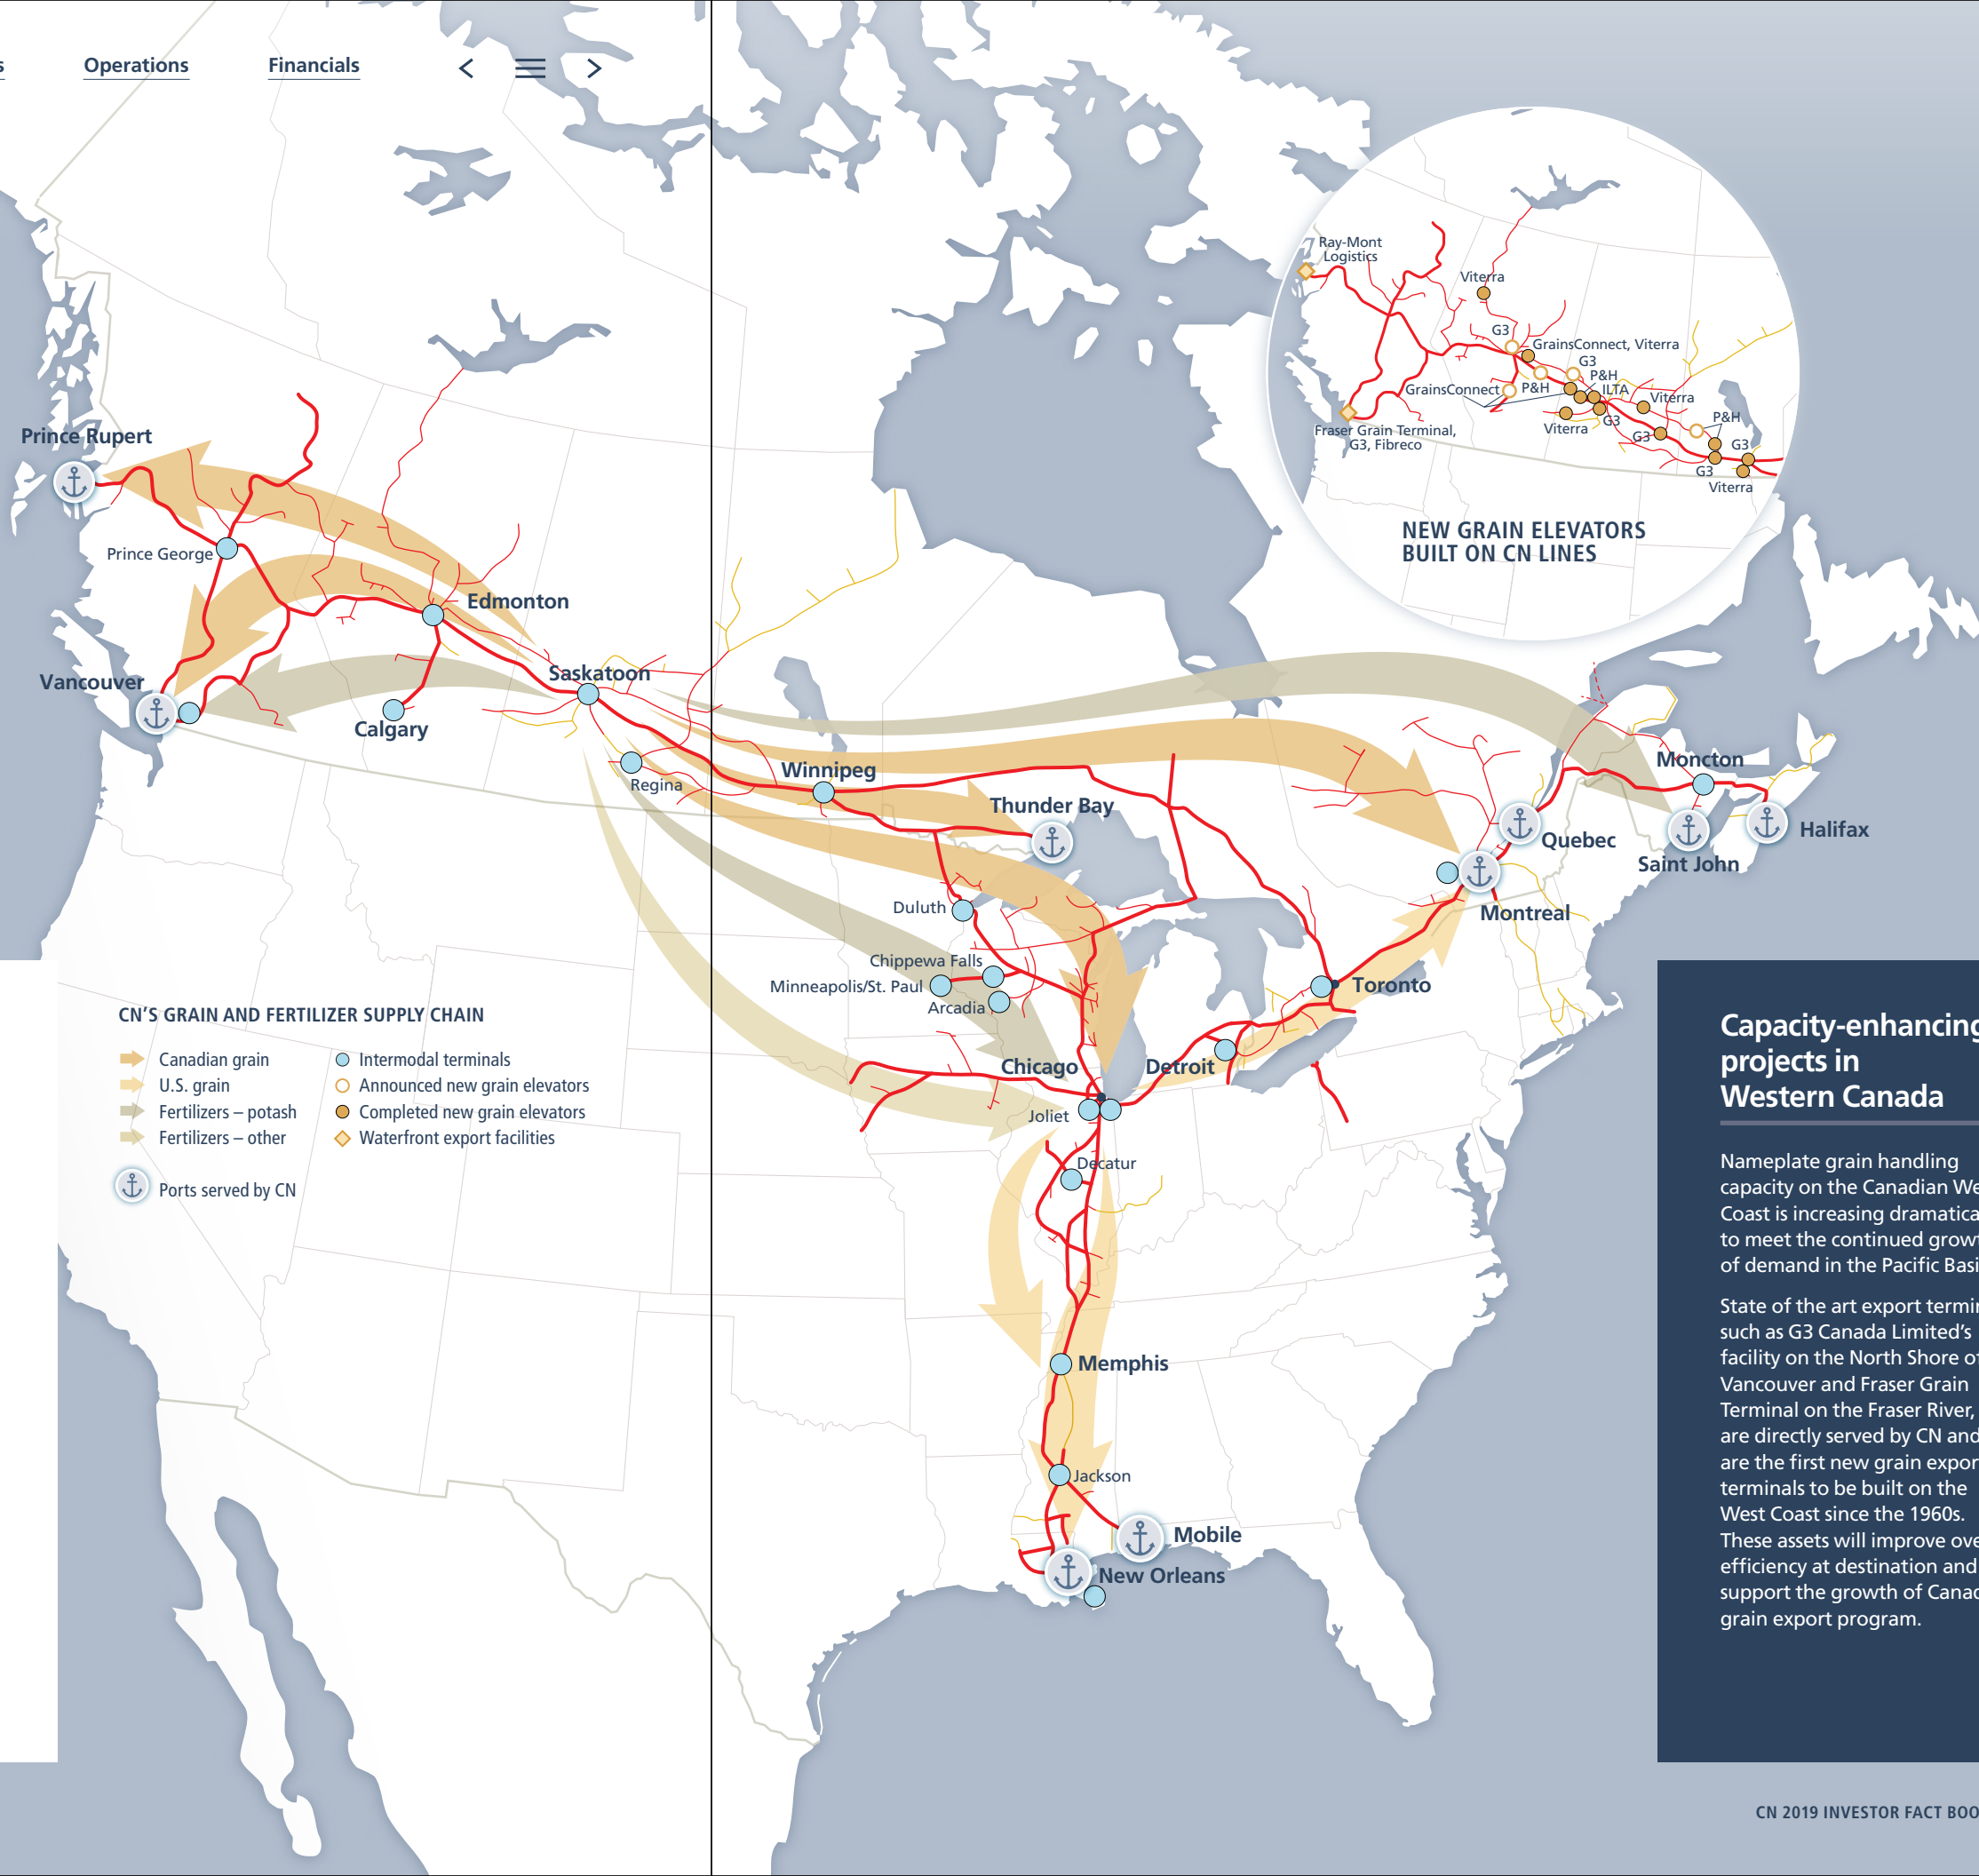 Operations
Financials
Ray-Mont
Logistics
Viterra
G3
GrainsConnect, Viterra
G3
P&H
GrainsConnect
P&H
ILTA
Viterra
P&H
Viterra
G3
G3
G3
Fraser Grain Terminal,
G3, Fibreco
G3
Viterra
NEW GRAIN ELEVATORS
BUILT ON CN LINES
Prince Rupert
Prince George
Edmonton
Vancouver
Saskatoon
Calgary
Regina
Winnipeg
Thunder Bay
Moncton
Halifax
Quebec
Saint John
Montreal
Duluth
Chippewa Falls
Minneapolis/St. Paul
Arcadia
Toronto
Chicago
Detroit
Joliet
Decatur
Memphis
Jackson
Mobile
New Orleans
CN’S GRAIN AND FERTILIZER SUPPLY CHAIN
Canadian grain
U.S. grain
Fertilizers – potash
Fertilizers – other
Ports served by CN
Intermodal terminals
Announced new grain elevators
Completed new grain elevators
Waterfront export facilities
Capacity-enhancing
projects in
Western Canada
Nameplate grain handling
capacity on the Canadian
Coast is increasing
to meet the continued
of demand in the Pacific
State of the art export
such as G3 Canada Limited’s
facility on the North Shore
Vancouver and Fraser Grain
Terminal on the Fraser River,
are directly served by CN and
are the first new grain
terminals to be built on the
West Coast since the 1960s.
These assets will improve
efficiency at destination and
support the growth of
grain export program.
CN 2019 INVESTOR FACT